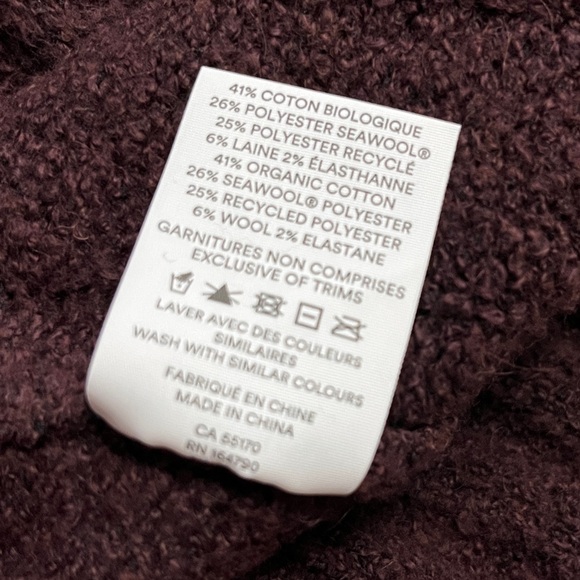 41% COTON BIOLOGIQUE
26% POLYESTER SEAWOOL®
25% POLYESTER RECYCLÉ
6% LAINE 2% ÉLASTHANNE
41% ORGANIC COTTON
26% SEAWOOL® POLYESTER
25% RECYCLED POLYESTER
6% WOOL 2% ELASTANE
GARNITURES NON COMPRISES
EXCLUSIVE OF TRIMS
LAVER AVEC DES COULEURS
SIMILAIRES
WASH WITH SIMILAR COLOURS
FABRIQUÉ EN CHINE
MADE IN CHINA
CA 55170
RN 164790